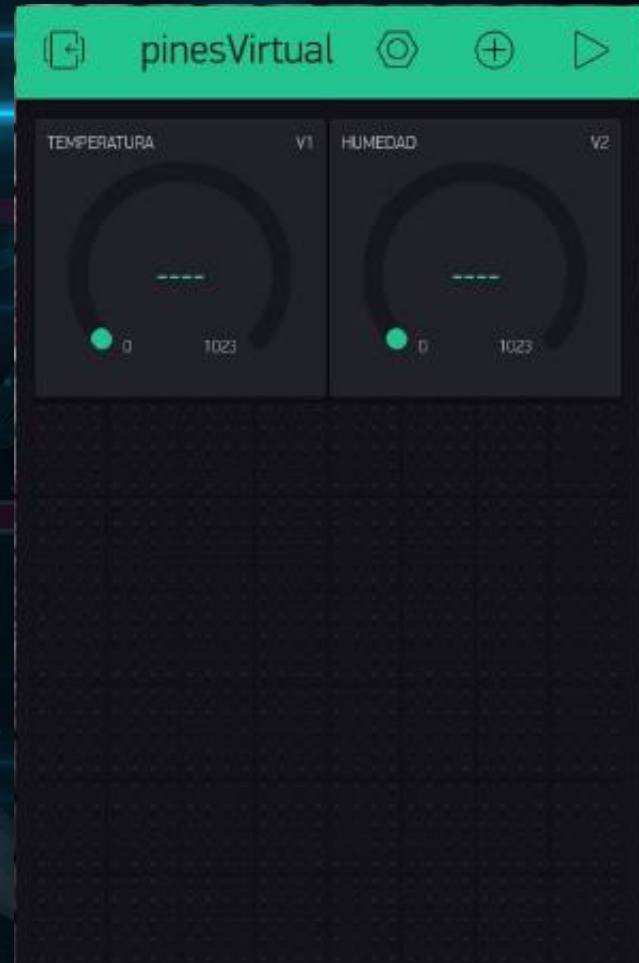 pinesVirtual
TEMPERATURA V1 HUMEDAD V2
---- ----
0 1023 0 1023